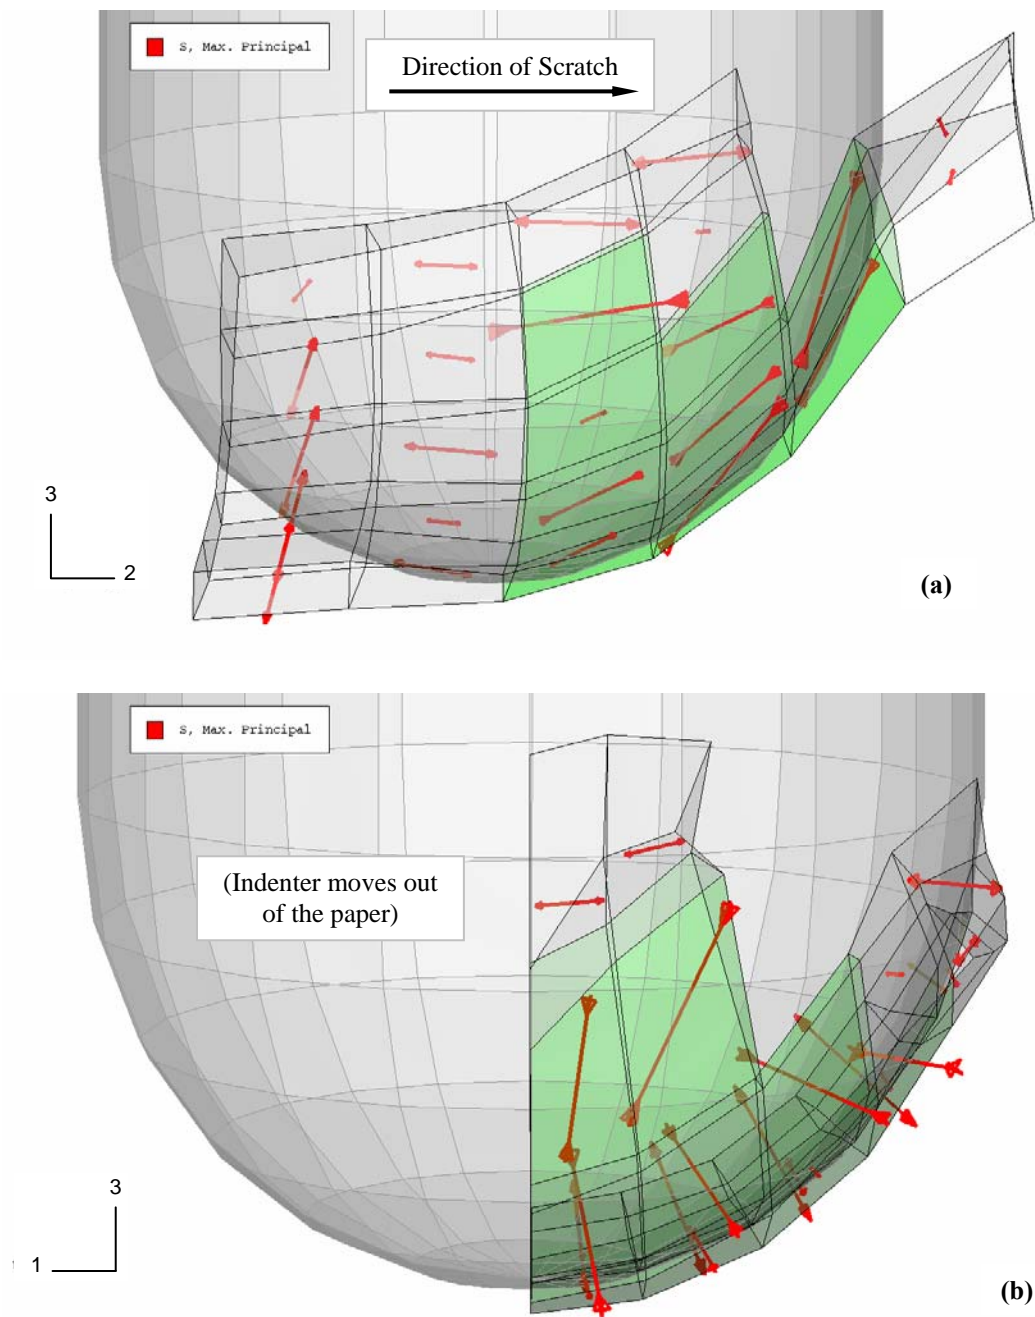 S, Max. Principal
Direction of Scratch
3
2
(a)
S, Max. Principal
(Indenter moves out
of the paper)
3
1
(b)